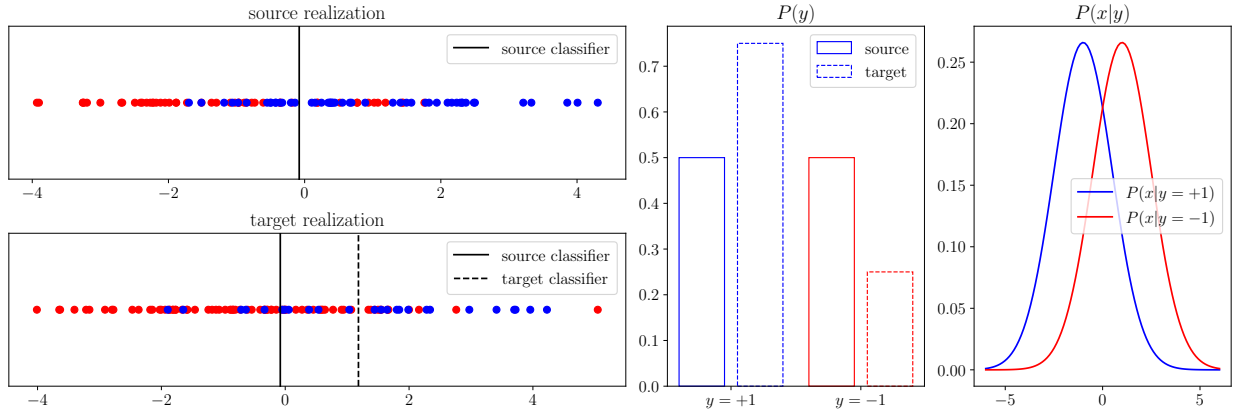 source realization
source classifier
−4 −2 0 2 4
target realization
source classifier
target classifier
−4 −2 0 2 4
P(y)
source
target
0.7
0.6
0.5
0.4
0.3
0.2
0.1
0.0
y = +1 y = −1
P(x|y)
0.25
0.20
0.15
0.10
0.05
0.00
P(x|y = +1)
P(x|y = −1)
−5 0 5